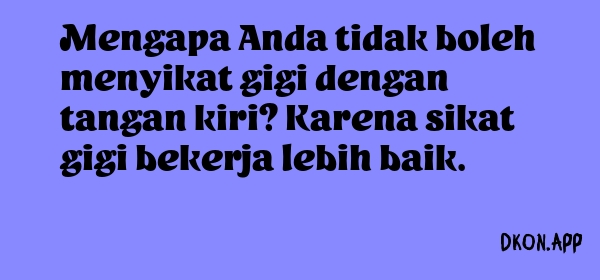 Mengapa Anda tidak boleh
menyikat gigi dengan
tangan kiri? Karena sikat
gigi bekerja lebih baik.
DKON.APP